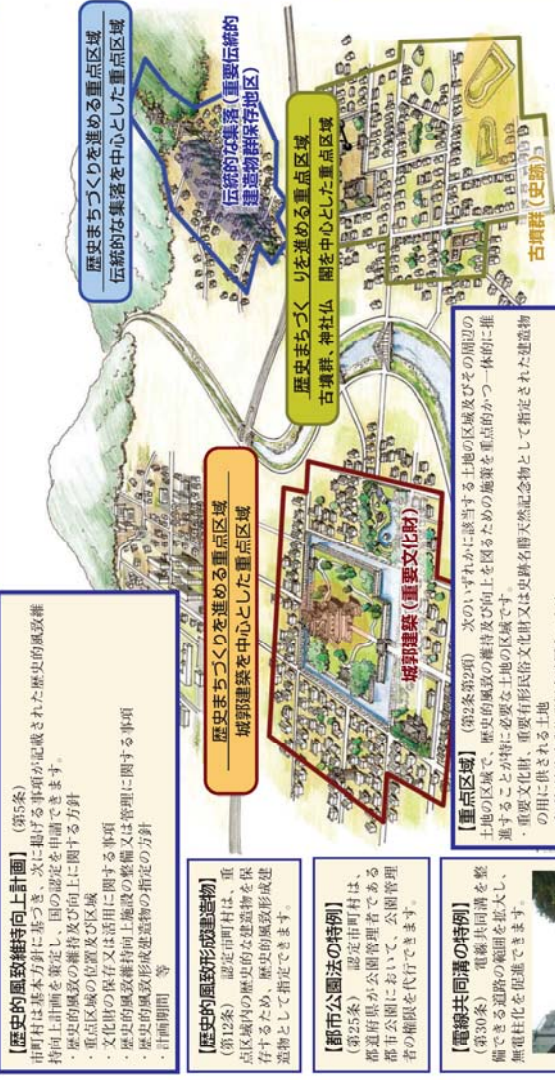 【歴史的風致維持向上計画】 (第5条)
市町村は基本方針に基づき、次に掲げる事項が記載された歴史的風致維
持向上計画を策定し、国の認定を申請できます。
・歴史的風致の維持及び向上に関する方針
・重点区域の位置及び区域
・文化財の保存又は活用に関する事項
・歴史的風致維持向上施設の整備又は管理に関する事項
・歴史的風致形成建造物の指定の方針
・計画期間 等
【歴史的風致形成建造物】
(第12条) 認定市町村は、重
点区域内の歴史的な建造物を保
存するため、歴史的風致形成建
造物として指定できます。
【都市公園法の特例】
(第25条) 認定市町村は、
都道府県が公園管理者である
都市公園において、公園管理
者の権限を代行できます。
【電線共同溝の特例】
(第30条) 電線共同溝を整
備できる道路の範囲を拡大し、
無電柱化を促進できます。
歴史まちづくりを進める重点区域
城郭建築を中心とした重点区域
城郭建築(重要文化財)
歴史まちづくりを進める重点区域
伝統的な集落を中心とした重点区域
伝統的な集落(重要伝統的
建造物群保存地区)
歴史まちづく りを進める重点区域
古墳群、神社仏 閣を中心とした重点区域
古墳群(史跡)
【重点区域】 (第2条第2項) 次のいずれかに該当する土地の区域及びその周辺の
土地の区域で、歴史的風致の維持及び向上を図るための施策を重点的かつ一体的に推
進することが特に必要な土地の区域です。
・重要文化財、重要有形民俗文化財又は史跡名勝天然記念物として指定された建造物
の用に供される土地